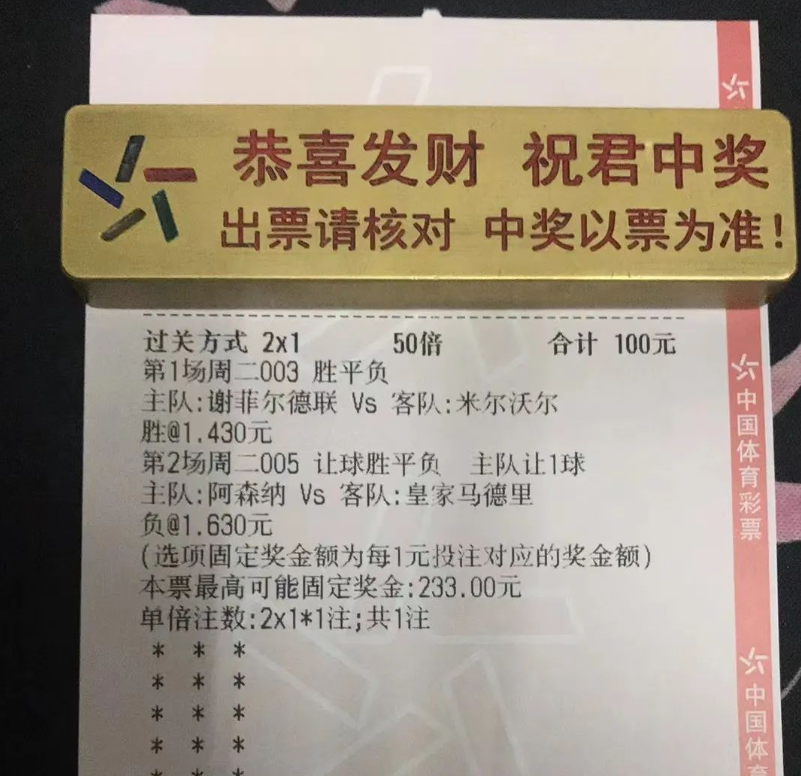 恭喜发财 祝君中奖
出票请核对 中奖以票为准!
过关方式 2x1 50倍 合计 100元
第1场周二003 胜平负
主队:谢菲尔德联 Vs 客队:米尔沃尔
胜@1.430元
第2场周二005 让球胜平负 主队让1球
主队:阿森纳 Vs 客队:皇家马德里
负@1.630元
(选项固定奖金额为每1元投注对应的奖金额)
本票最高可能固定奖金:233.00元
单倍注数:2x1*1注;共1注
* * *
* * *
* * *
* * *
* * *
中国体育彩票
中国体育